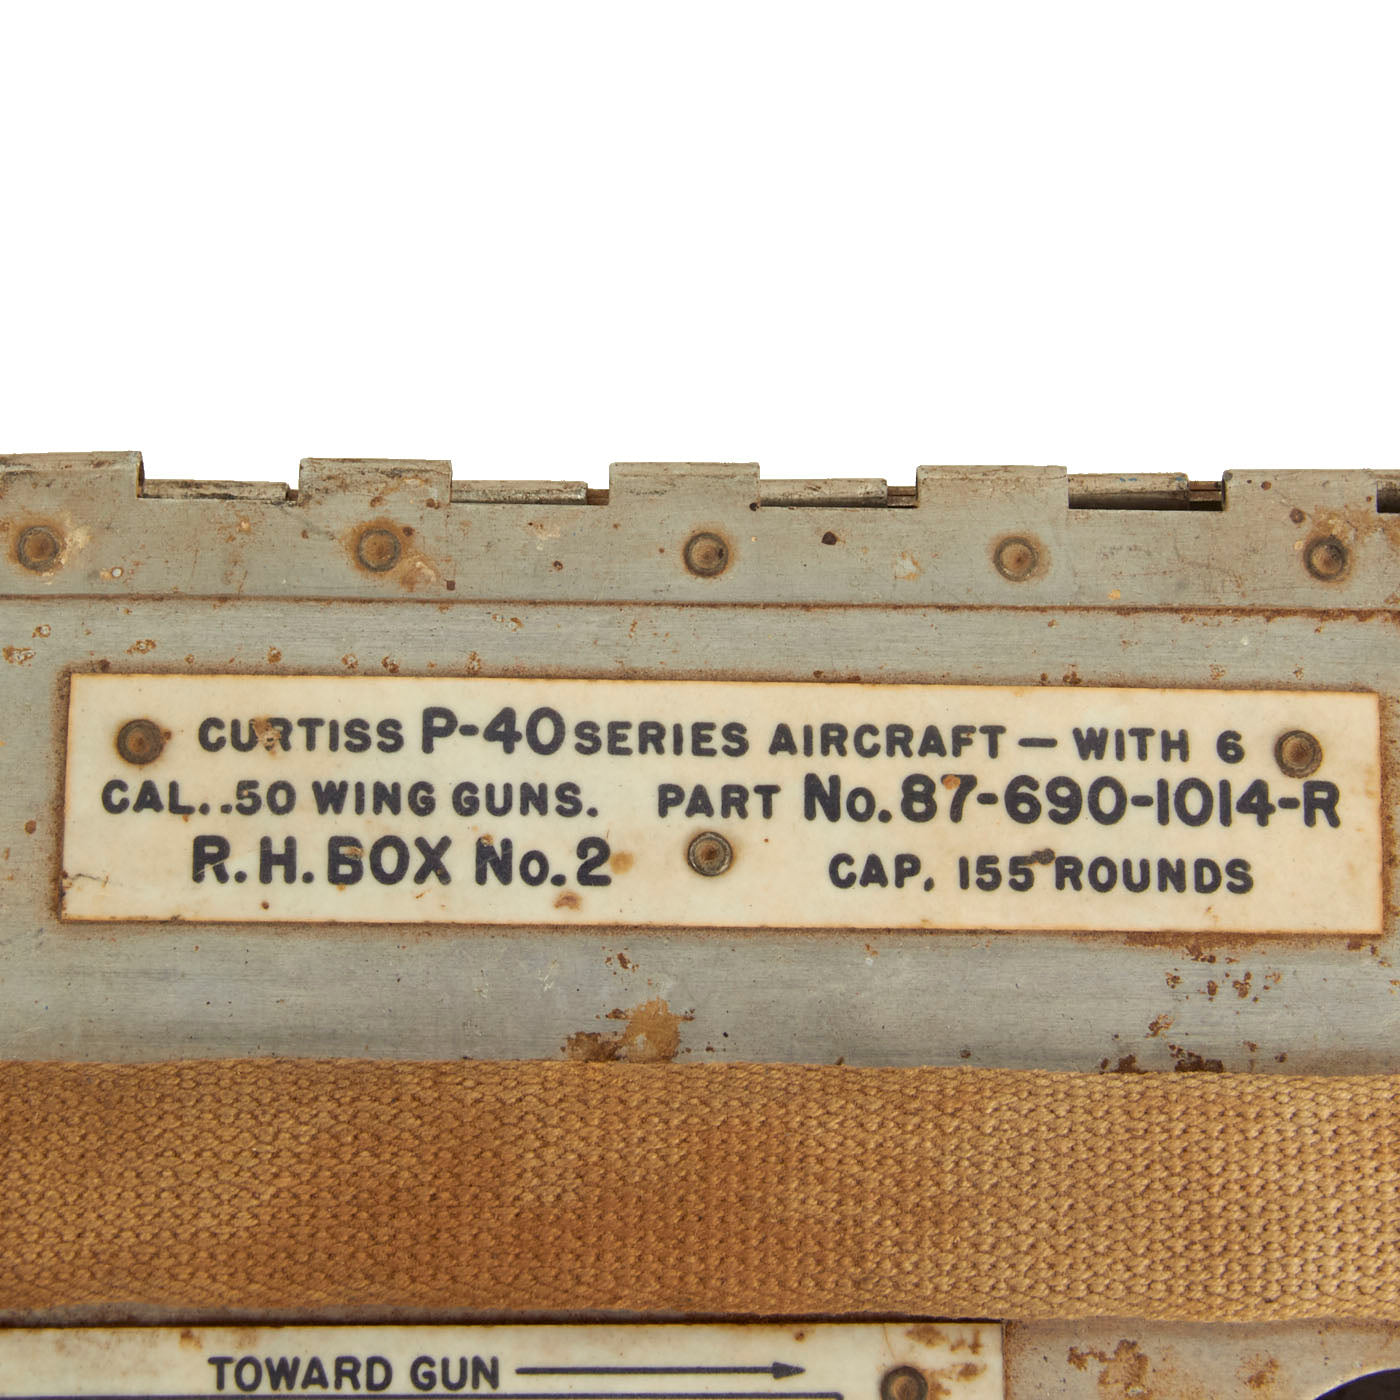 CURTISS P-40 SERIES AIRCRAFT — WITH 6
CAL..50 WING GUNS. PART No. 87-690-1014-R
R.H. BOX No. 2 CAP. 155 ROUNDS
TOWARD GUN